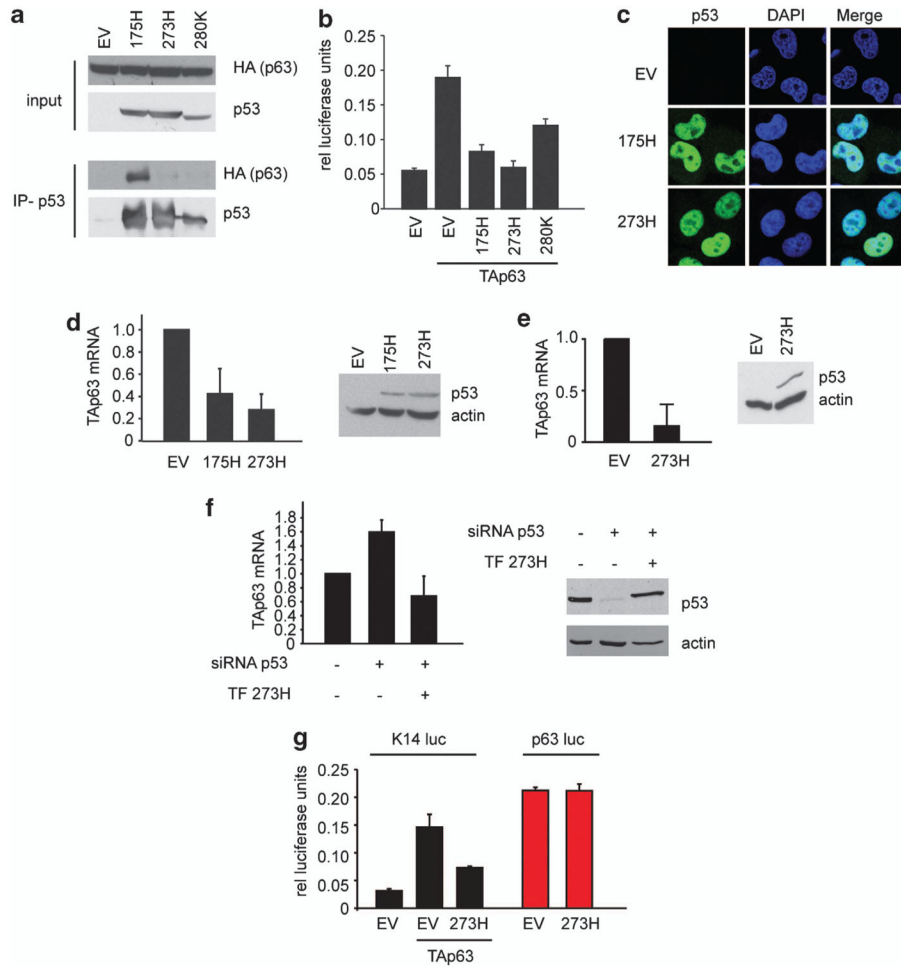 a
EV 175H 273H 280K
input
HA (p63)
p53
IP- p53
HA (p63)
p53
b
rel luciferase units
0.20
0.15
0.10
0.05
0
EV EV 175H 273H 280K
TAp63
c
p53 DAPI Merge
EV
175H
273H
d
TAp63 mRNA
1.0
0.8
0.6
0.4
0.2
0
EV 175H 273H
EV 175H 273H
p53
actin
e
TAp63 mRNA
1.0
0.5
0
EV 273H
EV 273H
p53
actin
f
TAp63 mRNA
1.8
1.6
1.4
1.2
1.0
0.8
0.6
0.4
0.2
0
siRNA p53 - + +
TF 273H - - +
siRNA p53 - + +
TF 273H - - +
p53
actin
g
K14 luc p63 luc
rel luciferase units
0.25
0.20
0.15
0.10
0.05
0
EV EV 273H EV 273H
TAp63